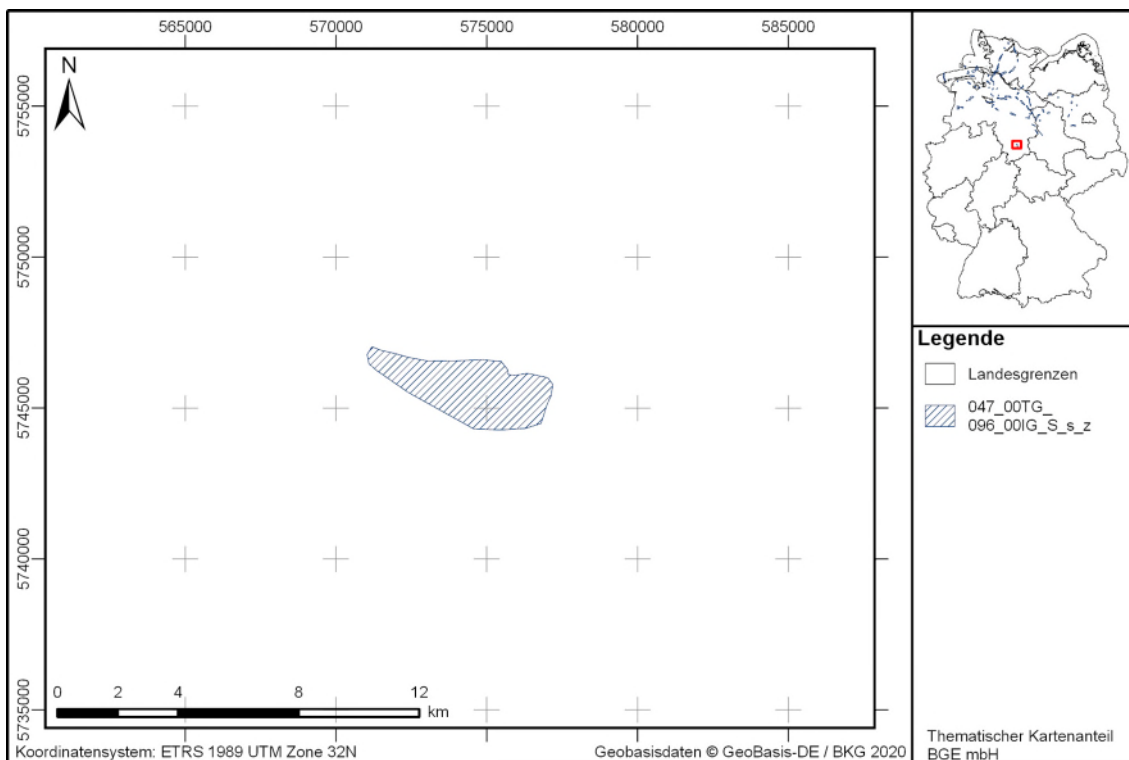 565000 570000 575000 580000 585000
N
5755000
5750000
5745000
5740000
5735000
0 2 4 8 12
km
Koordinatensystem: ETRS 1989 UTM Zone 32N
Geobasisdaten © GeoBasis-DE / BKG 2020
Legende
Landesgrenzen
047_00TG_
096_00IG_S_s_z
Thematischer Kartenanteil
BGE mbH